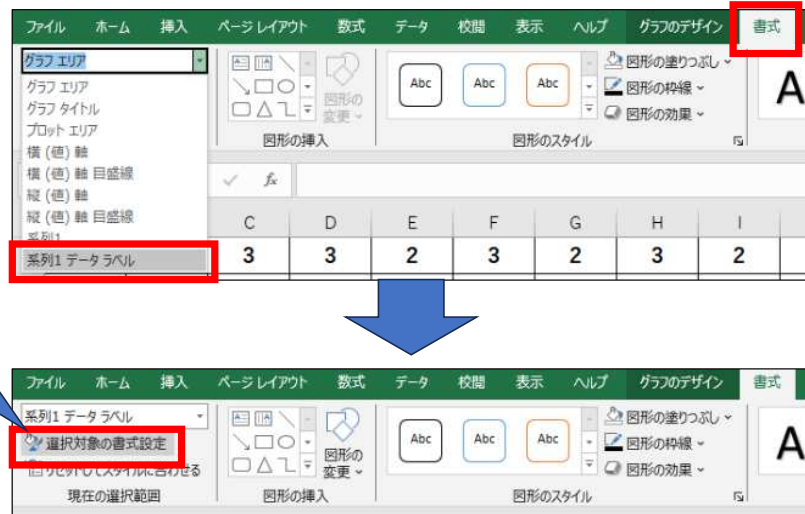 ファイル ホーム 挿入 ページ レイアウト 数式 データ 校閲 表示 ヘルプ グラフのデザイン 書式
グラフ エリア
グラフ エリア
グラフ タイトル
プロット エリア
横 (値) 軸
横 (値) 軸 目盛線
縦 (値) 軸
縦 (値) 軸 目盛線
系列1
系列1 データ ラベル
図形の変更
図形の挿入
Abc Abc Abc
図形の塗りつぶし
図形の枠線
図形の効果
図形のスタイル
A
fx
C D E F G H I
3 3 2 3 2 3 2
ファイル ホーム 挿入 ページ レイアウト 数式 データ 校閲 表示 ヘルプ グラフのデザイン 書式
系列1 データ ラベル
選択対象の書式設定
リセットしてスタイルに合わせる
現在の選択範囲
図形の変更
図形の挿入
Abc Abc Abc
図形の塗りつぶし
図形の枠線
図形の効果
図形のスタイル
A